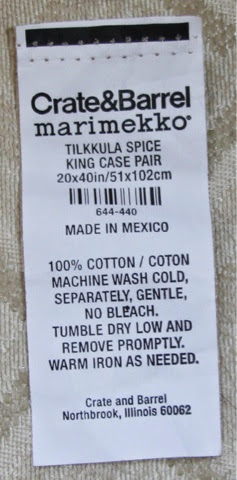 Crate&Barrel
marimekko®
TILKKULA SPICE
KING CASE PAIR
20x40in/51x102cm
644-440
MADE IN MEXICO
100% COTTON / COTON
MACHINE WASH COLD,
SEPARATELY, GENTLE,
NO BLEACH.
TUMBLE DRY LOW AND
REMOVE PROMPTLY.
WARM IRON AS NEEDED.
Crate and Barrel
Northbrook, Illinois 60062